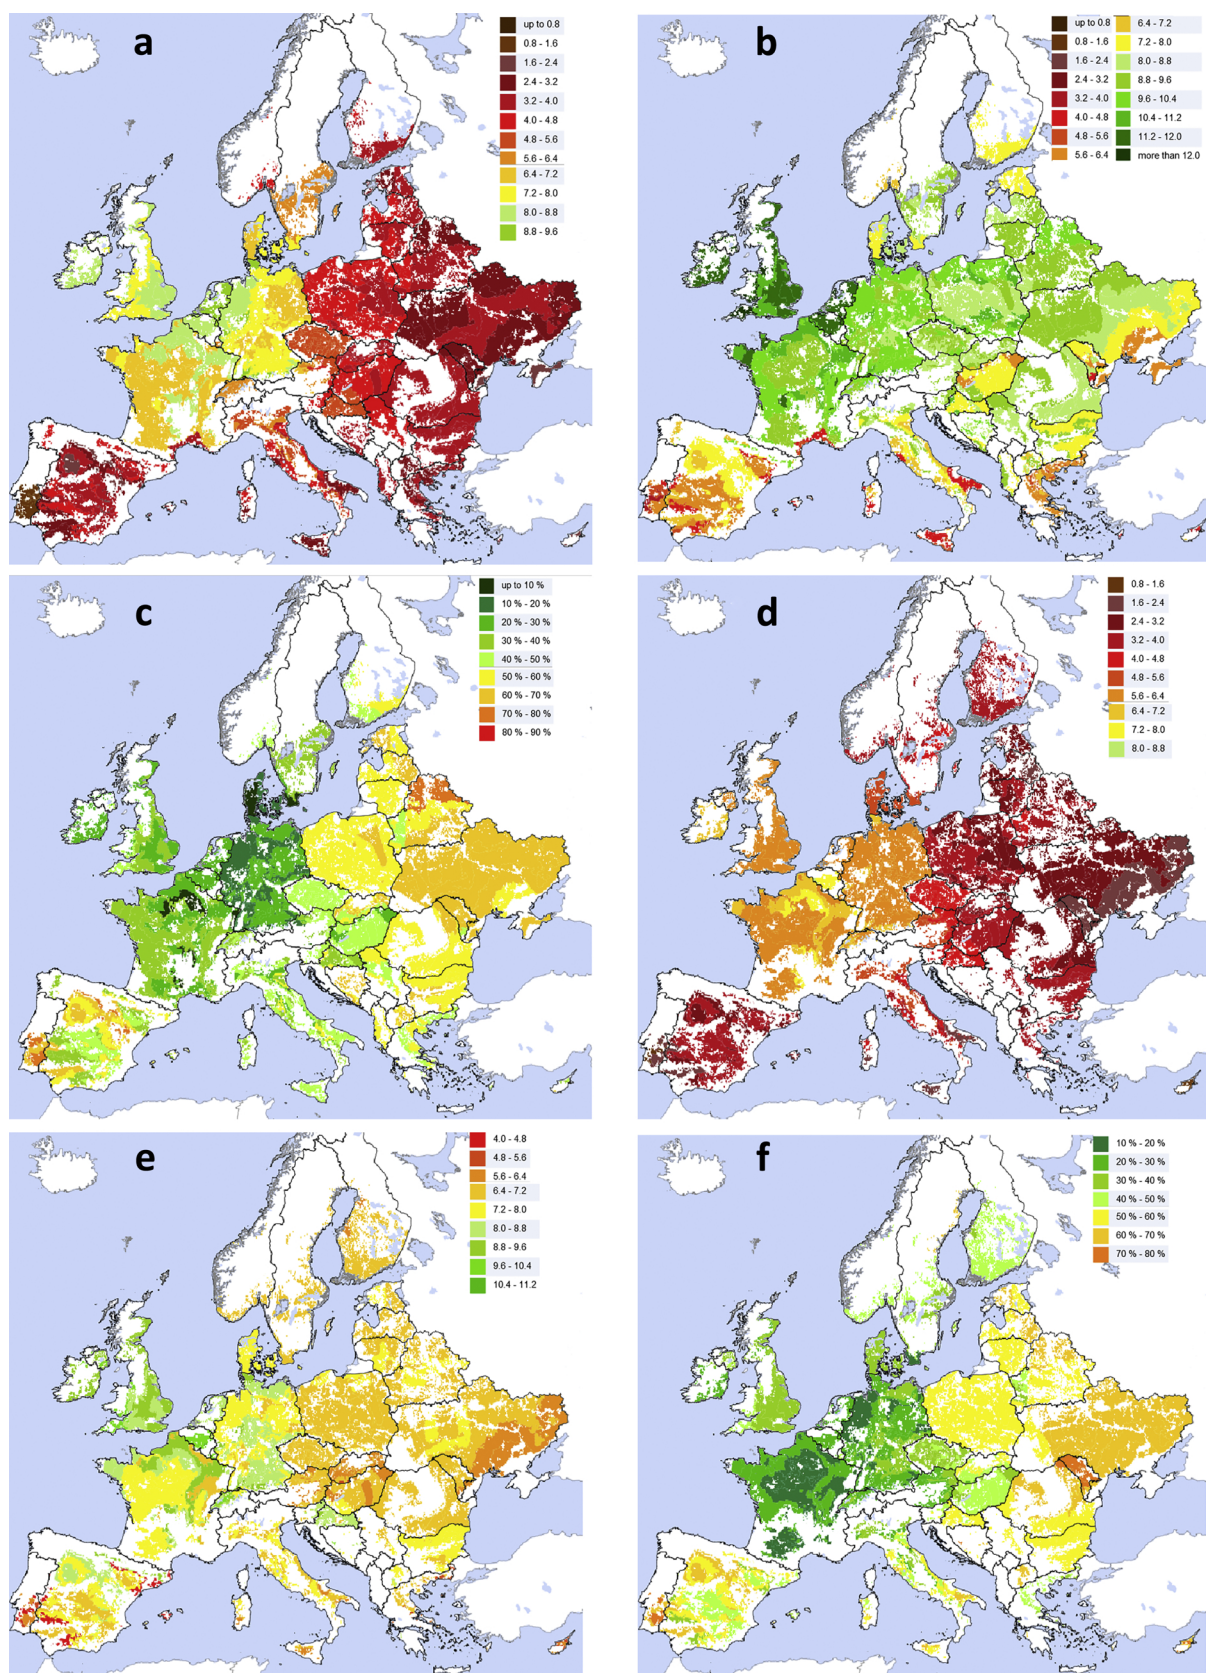 a
up to 0.8
0.8 - 1.6
1.6 - 2.4
2.4 - 3.2
3.2 - 4.0
4.0 - 4.8
4.8 - 5.6
5.6 - 6.4
6.4 - 7.2
7.2 - 8.0
8.0 - 8.8
8.8 - 9.6
b
up to 0.8
0.8 - 1.6
1.6 - 2.4
2.4 - 3.2
3.2 - 4.0
4.0 - 4.8
4.8 - 5.6
5.6 - 6.4
6.4 - 7.2
7.2 - 8.0
8.0 - 8.8
8.8 - 9.6
9.6 - 10.4
10.4 - 11.2
11.2 - 12.0
more than 12.0
c
up to 10 %
10 % - 20 %
20 % - 30 %
30 % - 40 %
40 % - 50 %
50 % - 60 %
60 % - 70 %
70 % - 80 %
80 % - 90 %
d
0.8 - 1.6
1.6 - 2.4
2.4 - 3.2
3.2 - 4.0
4.0 - 4.8
4.8 - 5.6
5.6 - 6.4
6.4 - 7.2
7.2 - 8.0
8.0 - 8.8
e
4.0 - 4.8
4.8 - 5.6
5.6 - 6.4
6.4 - 7.2
7.2 - 8.0
8.0 - 8.8
8.8 - 9.6
9.6 - 10.4
10.4 - 11.2
f
10 % - 20 %
20 % - 30 %
30 % - 40 %
40 % - 50 %
50 % - 60 %
60 % - 70 %
70 % - 80 %